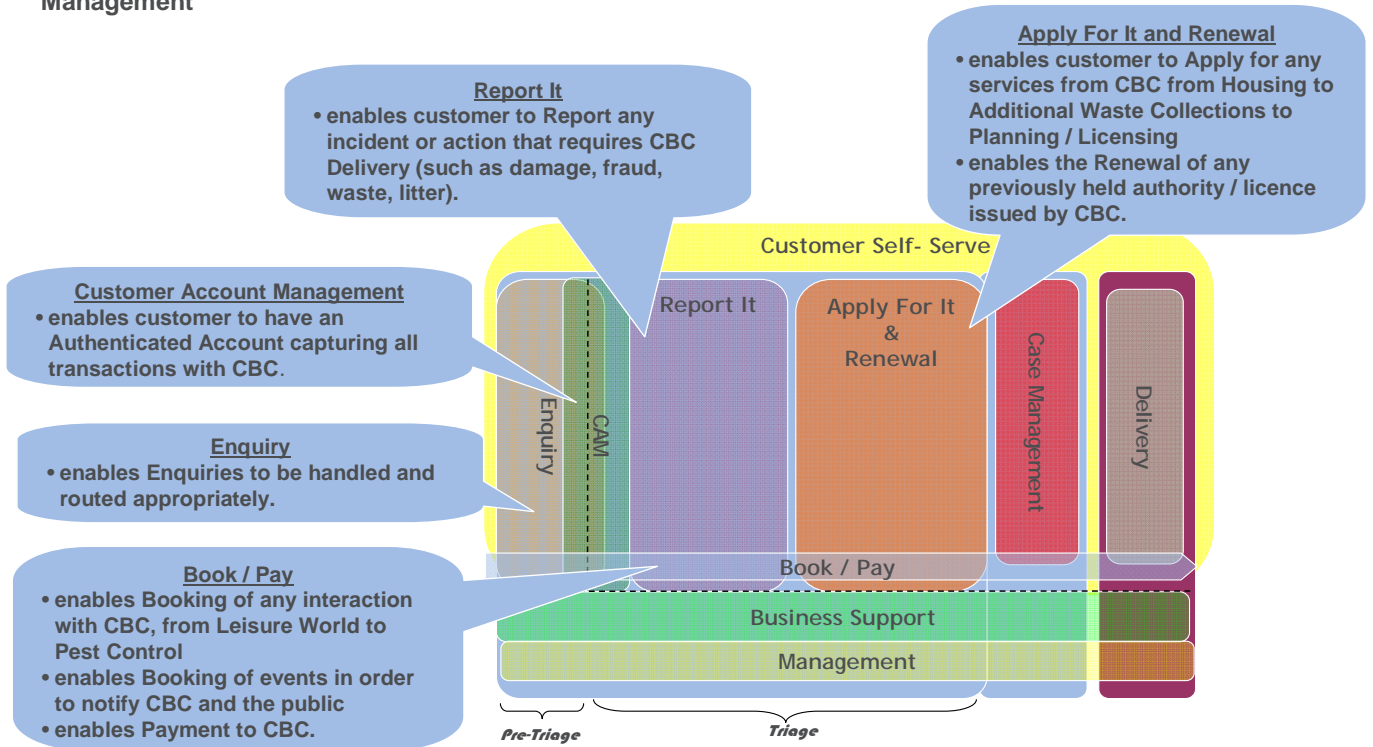 Management
Apply For It and Renewal
• enables customer to Apply for any
services from CBC from Housing to
Additional Waste Collections to
Planning / Licensing
• enables the Renewal of any
previously held authority / licence
issued by CBC.
Report It
• enables customer to Report any
incident or action that requires CBC
Delivery (such as damage, fraud,
waste, litter).
Customer Self- Serve
Customer Account Management
• enables customer to have an
Authenticated Account capturing all
transactions with CBC.
Enquiry
• enables Enquiries to be handled and
routed appropriately.
Book / Pay
• enables Booking of any interaction
with CBC, from Leisure World to
Pest Control
• enables Booking of events in order
to notify CBC and the public
• enables Payment to CBC.
Enquiry
CAM
Report It
Apply For It
&
Renewal
Case Management
Delivery
Book / Pay
Business Support
Management
Pre-Triage
Triage